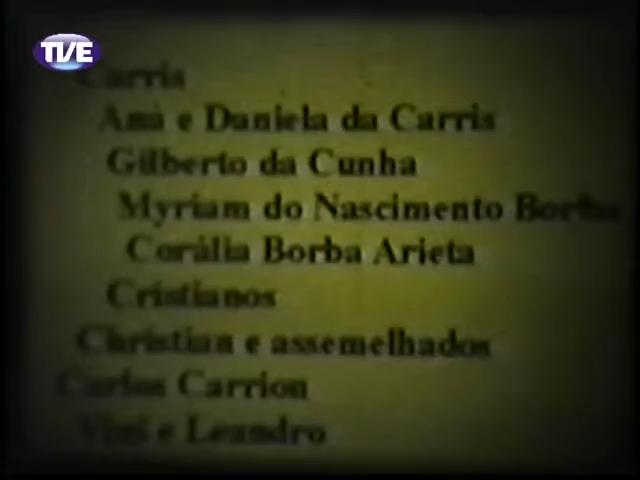 TVE
Carris
Ana e Daniela da Carris
Gilberto da Cunha
Myriam do Nascimento Borba
Corália Borba Arieta
Cristianos
Christian e assemelhados
Carlos Carrion
Vini e Leandro